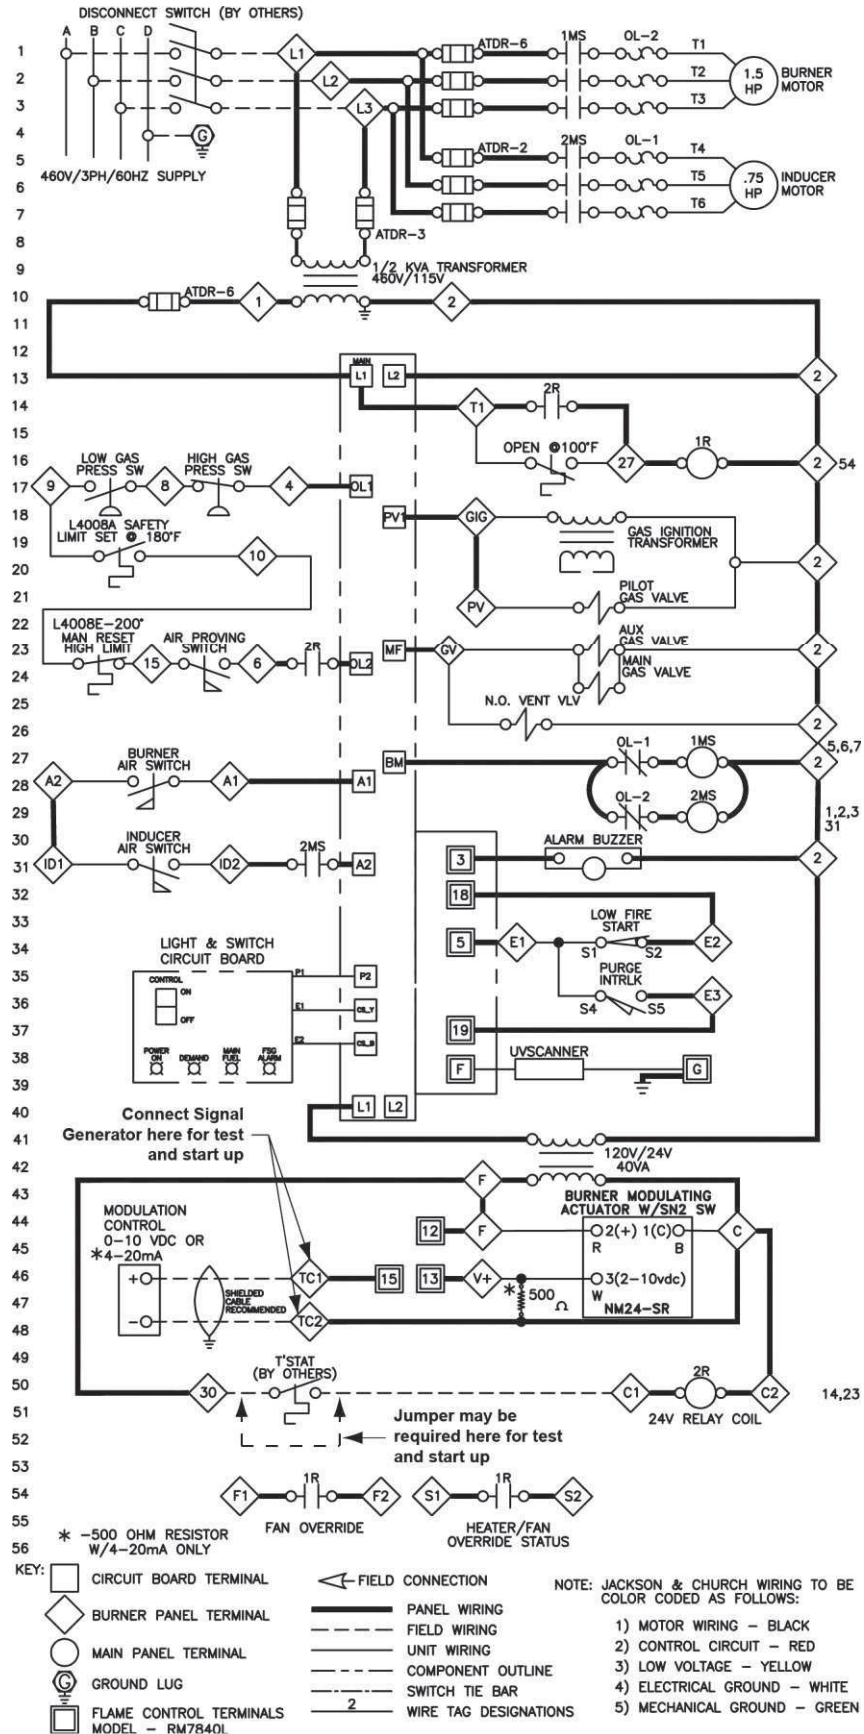 DISCONNECT SWITCH (BY OTHERS)
A B C D
1 L1 ATDR-6 1MS OL-2 T1
2 L2 T2 1.5 HP BURNER MOTOR
3 L3 T3
4 G
5 ATDR-2 2MS OL-1 T4
460V/3PH/60HZ SUPPLY
6 T5 .75 HP INDUCER MOTOR
7 T6
ATDR-3
8
9 1/2 KVA TRANSFORMER
460V/115V
10 ATDR-6 1 2
11
12 MAIN
13 L1 L2 2
14 T1 2R
15
16 LOW GAS PRESS SW HIGH GAS PRESS SW OPEN @100°F 27 1R 2 54
17 9 8 4 OL1
18 PV1 GIG
L4008A SAFETY
19 LIMIT SET @ 180°F 10 GAS IGNITION TRANSFORMER
20 2
21 PV PILOT GAS VALVE
22 L4008E-200° AUX GAS VALVE
23 MAN RESET HIGH LIMIT 15 AIR PROVING SWITCH 6 2R OL2 MF GV 2
24 MAIN GAS VALVE
25 N.O. VENT VLV
26 2
5,6,7
27 BURNER AIR SWITCH BM OL-1 1MS 2
28 A2 A1 A1
29 OL-2 2MS 1,2,3
31
30 INDUCER AIR SWITCH 2MS ALARM BUZZER
31 ID1 ID2 A2 3 2
32 18
33 LOW FIRE START
34 LIGHT & SWITCH CIRCUIT BOARD 5 E1 S1 S2 E2
35 P1 P2 PURGE INTRLK
CONTROL
ON
36 E1 S4 S5 E3
OFF
37 E2 19
38 POWER ON DEMAND MAIN FUEL FSG ALARM UVSCANNER
F G
39
40 L1 L2
Connect Signal
Generator here for test
and start up
41 120V/24V
40VA
42
43 F BURNER MODULATING
ACTUATOR W/SN2 SW
44 MODULATION CONTROL 12 F 2(+) 1(C) C
R B
45 0-10 VDC OR
* 4-20mA
46 + TC1 15 13 V+ 3(2-10vdc)
W
47 SHIELDED CABLE RECOMMENDED * 500 Ω NM24-SR
48 - TC2
49 T'STAT
(BY OTHERS)
50 30 C1 2R C2 14,23
51 24V RELAY COIL
Jumper may be
required here for test
and start up
52
53
54 F1 1R F2 S1 1R S2
55 FAN OVERRIDE HEATER/FAN
OVERRIDE STATUS
56 * -500 OHM RESISTOR
W/4-20mA ONLY
KEY:
CIRCUIT BOARD TERMINAL
BURNER PANEL TERMINAL
MAIN PANEL TERMINAL
G GROUND LUG
FLAME CONTROL TERMINALS
MODEL - RM7840L
FIELD CONNECTION
PANEL WIRING
FIELD WIRING
UNIT WIRING
COMPONENT OUTLINE
SWITCH TIE BAR
2 WIRE TAG DESIGNATIONS
NOTE: JACKSON & CHURCH WIRING TO BE
COLOR CODED AS FOLLOWS:
1) MOTOR WIRING - BLACK
2) CONTROL CIRCUIT - RED
3) LOW VOLTAGE - YELLOW
4) ELECTRICAL GROUND - WHITE
5) MECHANICAL GROUND - GREEN